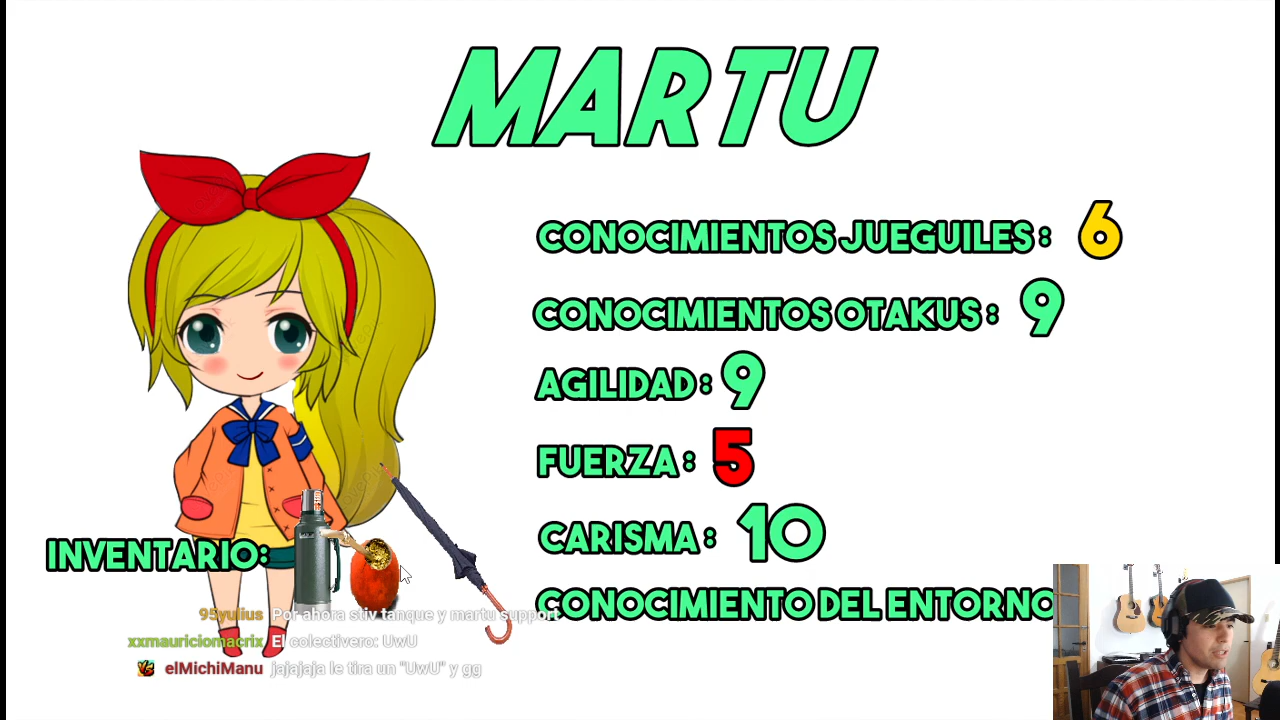 MARTU
CONOCIMIENTOS JUEGUILES : 6
CONOCIMIENTOS OTAKUS : 9
AGILIDAD : 9
FUERZA : 5
CARISMA : 10
INVENTARIO:
CONOCIMIENTO DEL ENTORNO
95yulius Por ahora stiv tanque y martu support
xxmauriciomacrix El colectivero: UwU
elMichiManu jajajaja le tira un "UwU" y gg